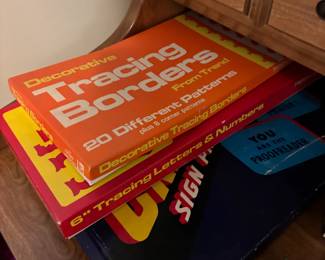 Decorative
Tracing
Borders
From Trend
20 Different Patterns
plus 8 corner patterns
Decorative Tracing Borders
6" Tracing Letters & Numbers
SIGN
YOU
ARE THE
PROOFREADER